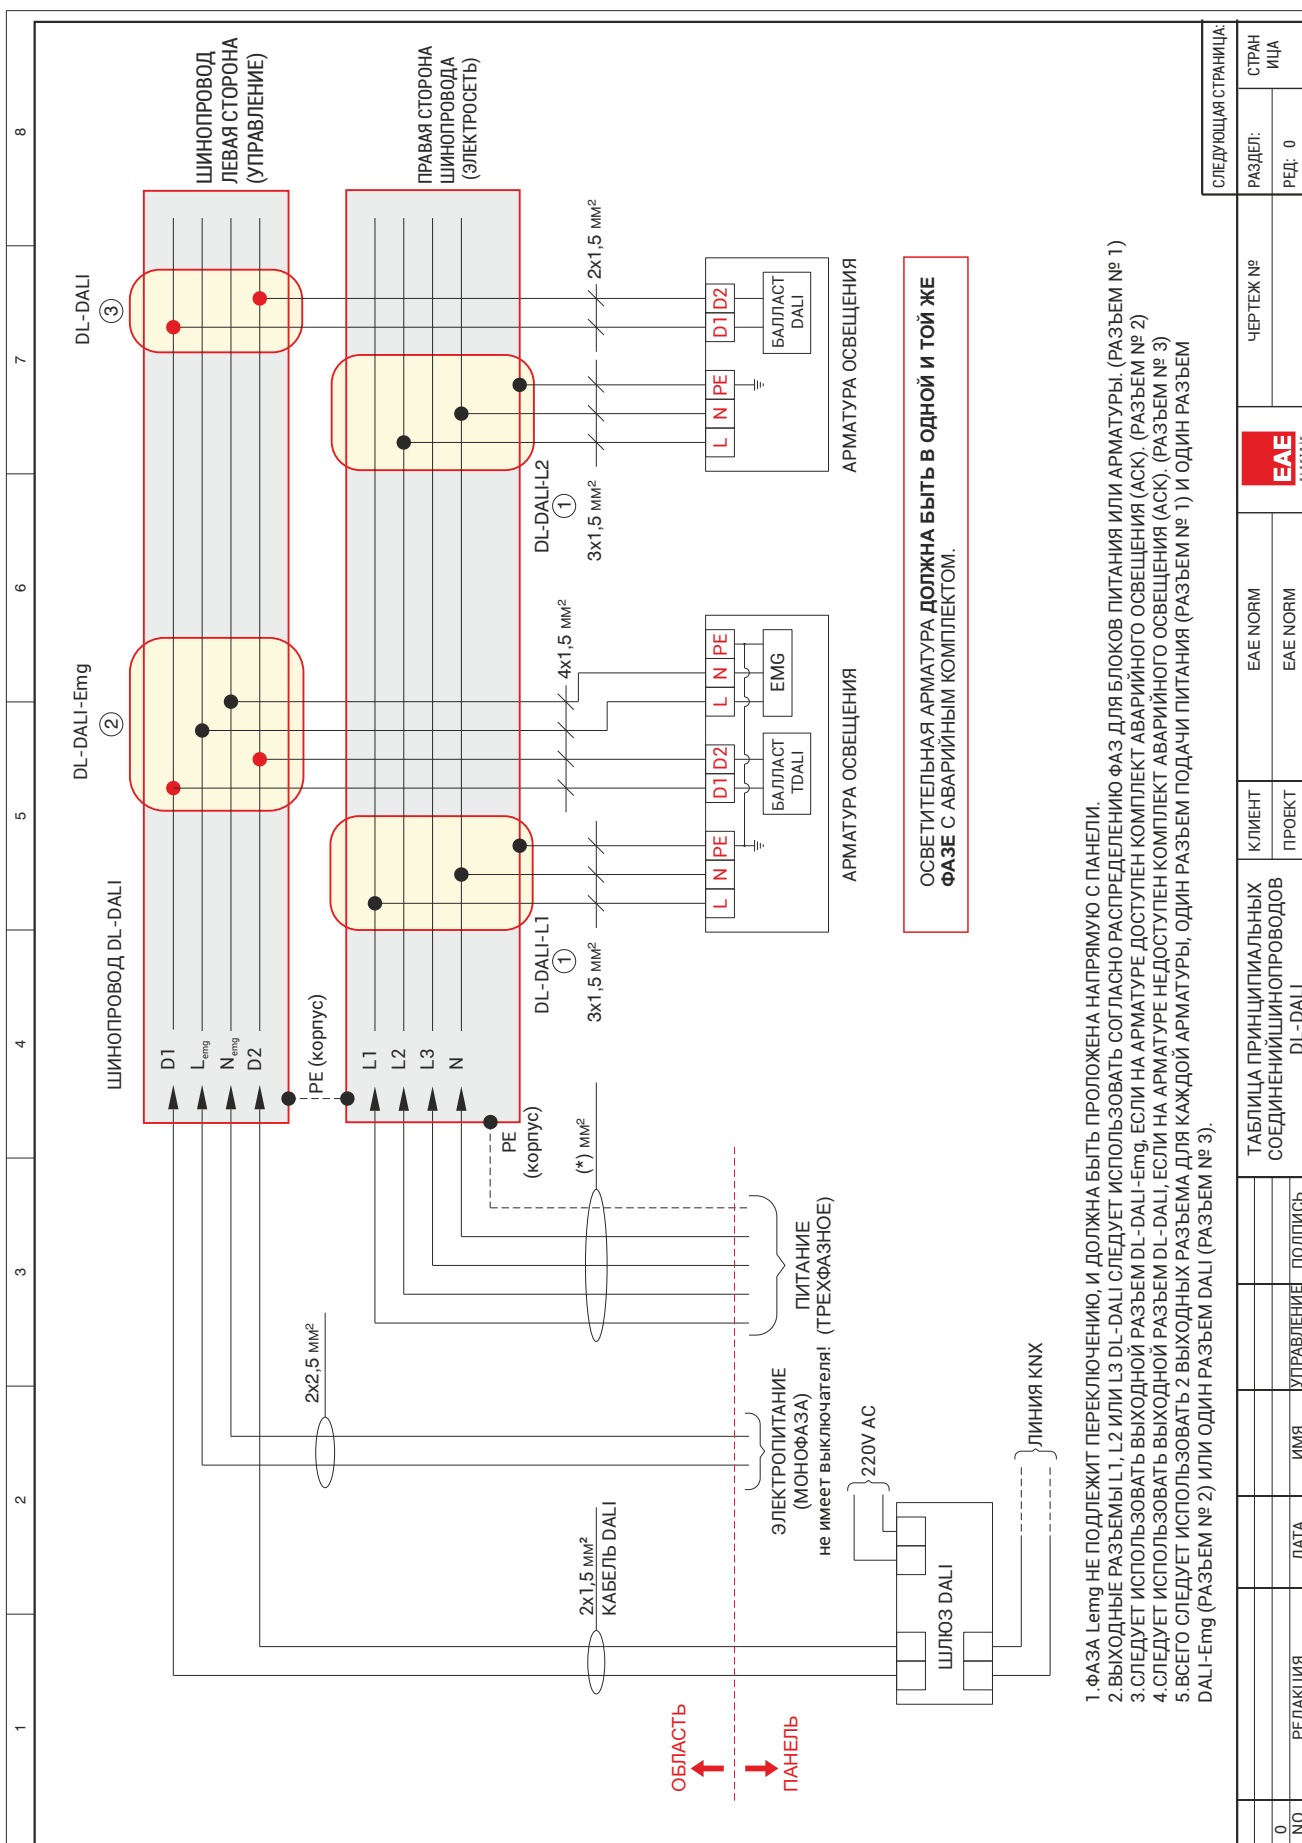 1
2
3
4
5
6
7
8
ШИНОПРОВОД DL-DALI
DL-DALI-Emg
2
DL-DALI
3
ШИНОПРОВОД
ЛЕВАЯ СТОРОНА
(УПРАВЛЕНИЕ)
D1
Lemg
Nemg
D2
PE (корпус)
ПРАВАЯ СТОРОНА
ШИНОПРОВОДА
(ЭЛЕКТРОСЕТЬ)
L1
L2
L3
N
PE
(корпус)
2x2,5 мм²
(*) мм²
2x1,5 мм²
КАБЕЛЬ DALI
DL-DALI-L1
1
3x1,5 мм²
4x1,5 мм²
DL-DALI-L2
1
3x1,5 мм²
2x1,5 мм²
L N PE
D1 D2
L N PE
БАЛЛАСТ
TDALI
EMG
АРМАТУРА ОСВЕЩЕНИЯ
L N PE
D1 D2
БАЛЛАСТ
DALI
АРМАТУРА ОСВЕЩЕНИЯ
ОБЛАСТЬ
ПАНЕЛЬ
ЭЛЕКТРОПИТАНИЕ
(МОНОФАЗА)
не имеет выключателя!
ПИТАНИЕ
(ТРЕХФАЗНОЕ)
220V AC
ШЛЮЗ DALI
ЛИНИЯ KNX
ОСВЕТИТЕЛЬНАЯ АРМАТУРА ДОЛЖНА БЫТЬ В ОДНОЙ И ТОЙ ЖЕ
ФАЗЕ С АВАРИЙНЫМ КОМПЛЕКТОМ.
1.ФАЗА Lemg НЕ ПОДЛЕЖИТ ПЕРЕКЛЮЧЕНИЮ, И ДОЛЖНА БЫТЬ ПРОЛОЖЕНА НАПРЯМУЮ С ПАНЕЛИ.
2.ВЫХОДНЫЕ РАЗЪЕМЫ L1, L2 ИЛИ L3 DL-DALI СЛЕДУЕТ ИСПОЛЬЗОВАТЬ СОГЛАСНО РАСПРЕДЕЛЕНИЮ ФАЗ ДЛЯ БЛОКОВ ПИТАНИЯ ИЛИ АРМАТУРЫ. (РАЗЪЕМ № 1)
3.СЛЕДУЕТ ИСПОЛЬЗОВАТЬ ВЫХОДНОЙ РАЗЪЕМ DL-DALI-Emg, ЕСЛИ НА АРМАТУРЕ ДОСТУПЕН КОМПЛЕКТ АВАРИЙНОГО ОСВЕЩЕНИЯ (АСК). (РАЗЪЕМ № 2)
4.СЛЕДУЕТ ИСПОЛЬЗОВАТЬ ВЫХОДНОЙ РАЗЪЕМ DL-DALI, ЕСЛИ НА АРМАТУРЕ НЕДОСТУПЕН КОМПЛЕКТ АВАРИЙНОГО ОСВЕЩЕНИЯ (АСК). (РАЗЪЕМ № 3)
5.ВСЕГО СЛЕДУЕТ ИСПОЛЬЗОВАТЬ 2 ВЫХОДНЫХ РАЗЪЕМА ДЛЯ КАЖДОЙ АРМАТУРЫ, ОДИН РАЗЪЕМ ПОДАЧИ ПИТАНИЯ (РАЗЪЕМ № 1) И ОДИН РАЗЪЕМ
DALI-Emg (РАЗЪЕМ № 2) ИЛИ ОДИН РАЗЪЕМ DALI (РАЗЪЕМ № 3).
СЛЕДУЮЩАЯ СТРАНИЦА:
0
NO
РЕДАКЦИЯ
ДАТА
ИМЯ
УПРАВЛЕНИЕ
ПОДПИСЬ
ТАБЛИЦА ПРИНЦИПИАЛЬНЫХ
СОЕДИНЕНИЙШИНОПРОВОДОВ
DL-DALI
КЛИЕНТ
EAE NORM
ПРОЕКТ
EAE NORM
EAE
ЧЕРТЕЖ №
РАЗДЕЛ:
РЕД: 0
СТРАН
ИЦА